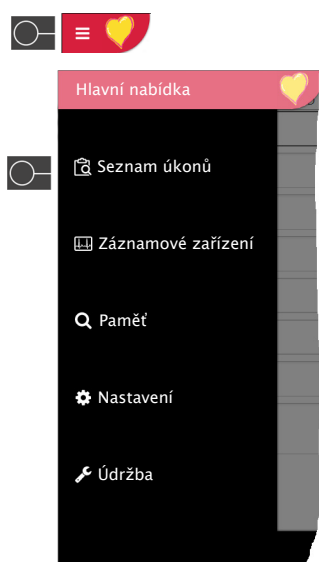 Hlavní nabídka
Seznam úkonů
Záznamové zařízení
Paměť
Nastavení
Údržba